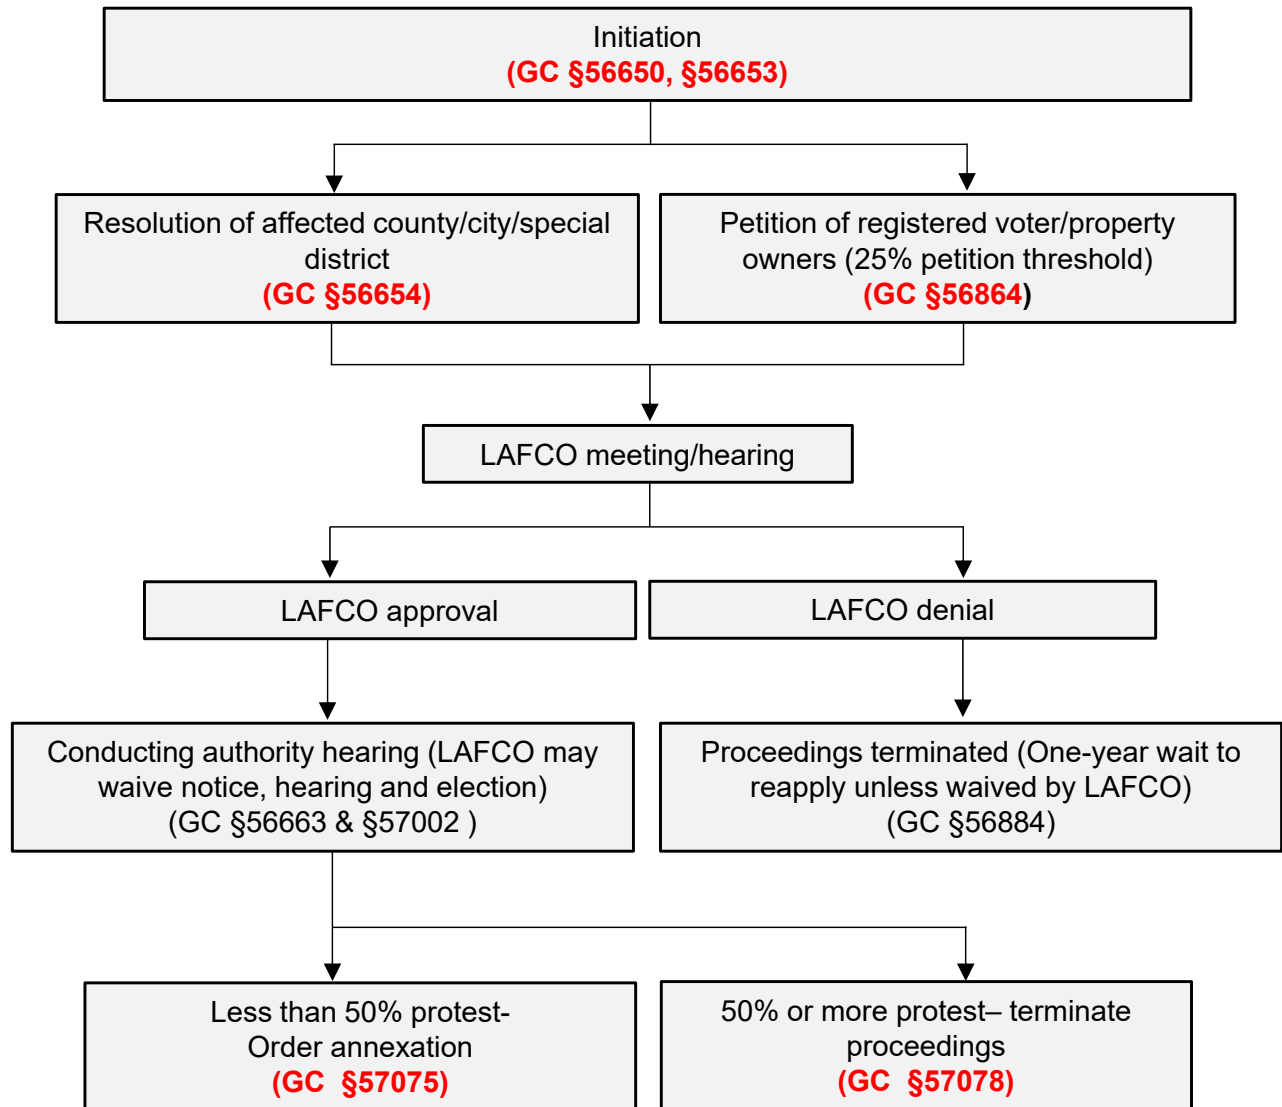 Initiation
(GC §56650, §56653)
Resolution of affected county/city/special
district
(GC §56654)
Petition of registered voter/property
owners (25% petition threshold)
(GC §56864)
LAFCO meeting/hearing
LAFCO approval
LAFCO denial
Conducting authority hearing (LAFCO may
waive notice, hearing and election)
(GC §56663 & §57002 )
Proceedings terminated (One-year wait to
reapply unless waived by LAFCO)
(GC §56884)
Less than 50% protest-
Order annexation
(GC  §57075)
50% or more protest– terminate
proceedings
(GC  §57078)